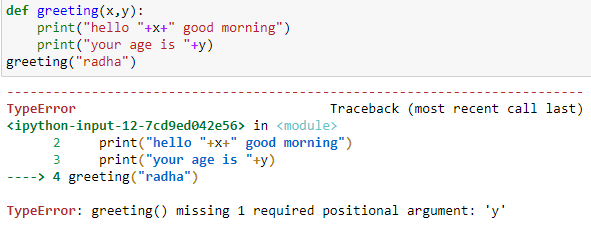 def greeting(x,y):
    print("hello "+x+" good morning")
    print("your age is "+y)
greeting("radha")
---------------------------------------------------------------------------
TypeError                                 Traceback (most recent call last)
<ipython-input-12-7cd9ed042e56> in <module>
      2     print("hello "+x+" good morning")
      3     print("your age is "+y)
----> 4 greeting("radha")
TypeError: greeting() missing 1 required positional argument: 'y'